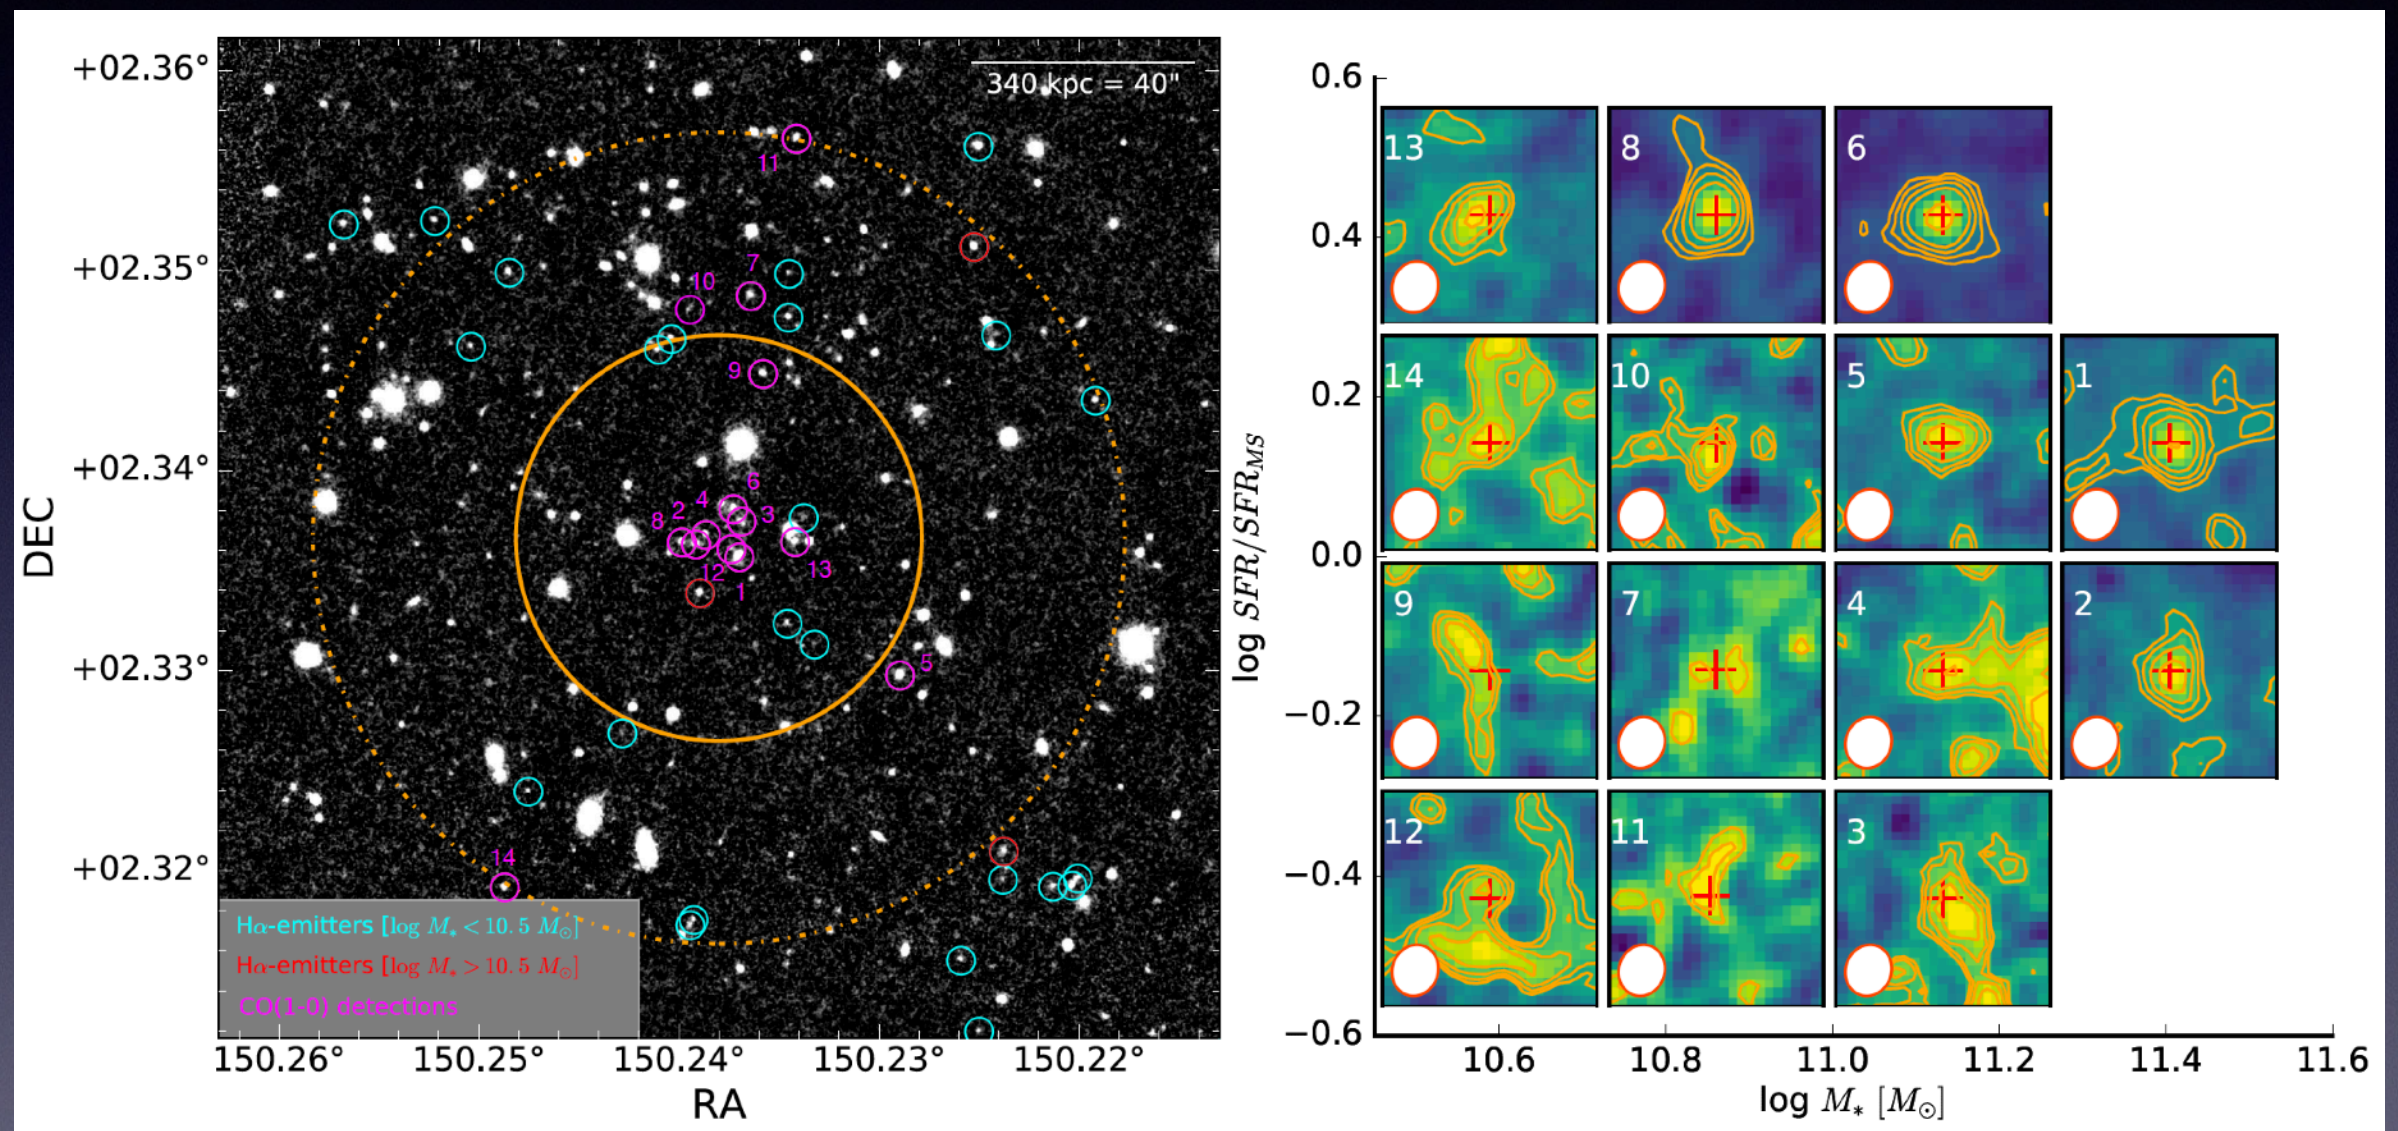 +02.36°
+02.35°
+02.34°
+02.33°
+02.32°
DEC
340 kpc = 40"
11
7
10
9
6
4
2
8
3
12
1
13
5
14
Hα-emitters [log M* < 10.5 M⊙]
Hα-emitters [log M* > 10.5 M⊙]
CO(1-0) detections
150.26° 150.25° 150.24° 150.23° 150.22°
RA
0.6
0.4
0.2
0.0
−0.2
−0.4
−0.6
log SFR/SFR_MS
13 8 6
14 10 5 1
9 7 4 2
12 11 3
10.6 10.8 11.0 11.2 11.4 11.6
log M* [M⊙]